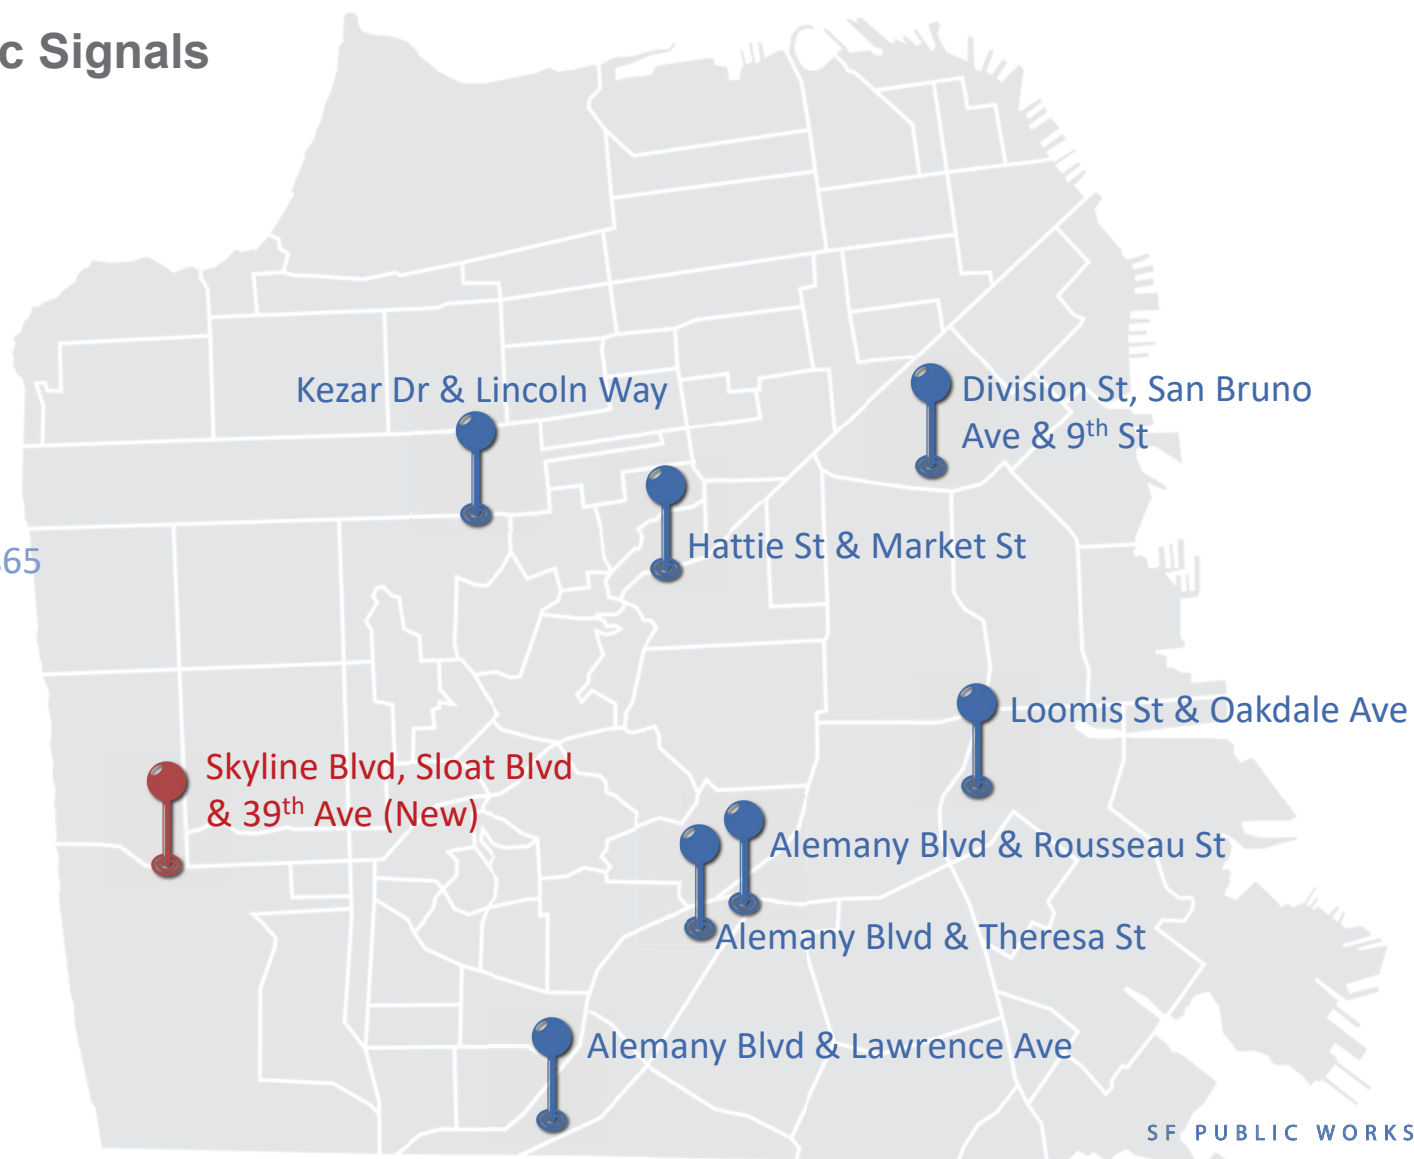 c Signals
Kezar Dr & Lincoln Way
Division St, San Bruno
Ave & 9th St
Hattie St & Market St
65
Loomis St & Oakdale Ave
Skyline Blvd, Sloat Blvd
& 39th Ave (New)
Alemany Blvd & Rousseau St
Alemany Blvd & Theresa St
Alemany Blvd & Lawrence Ave
SF PUBLIC WORKS